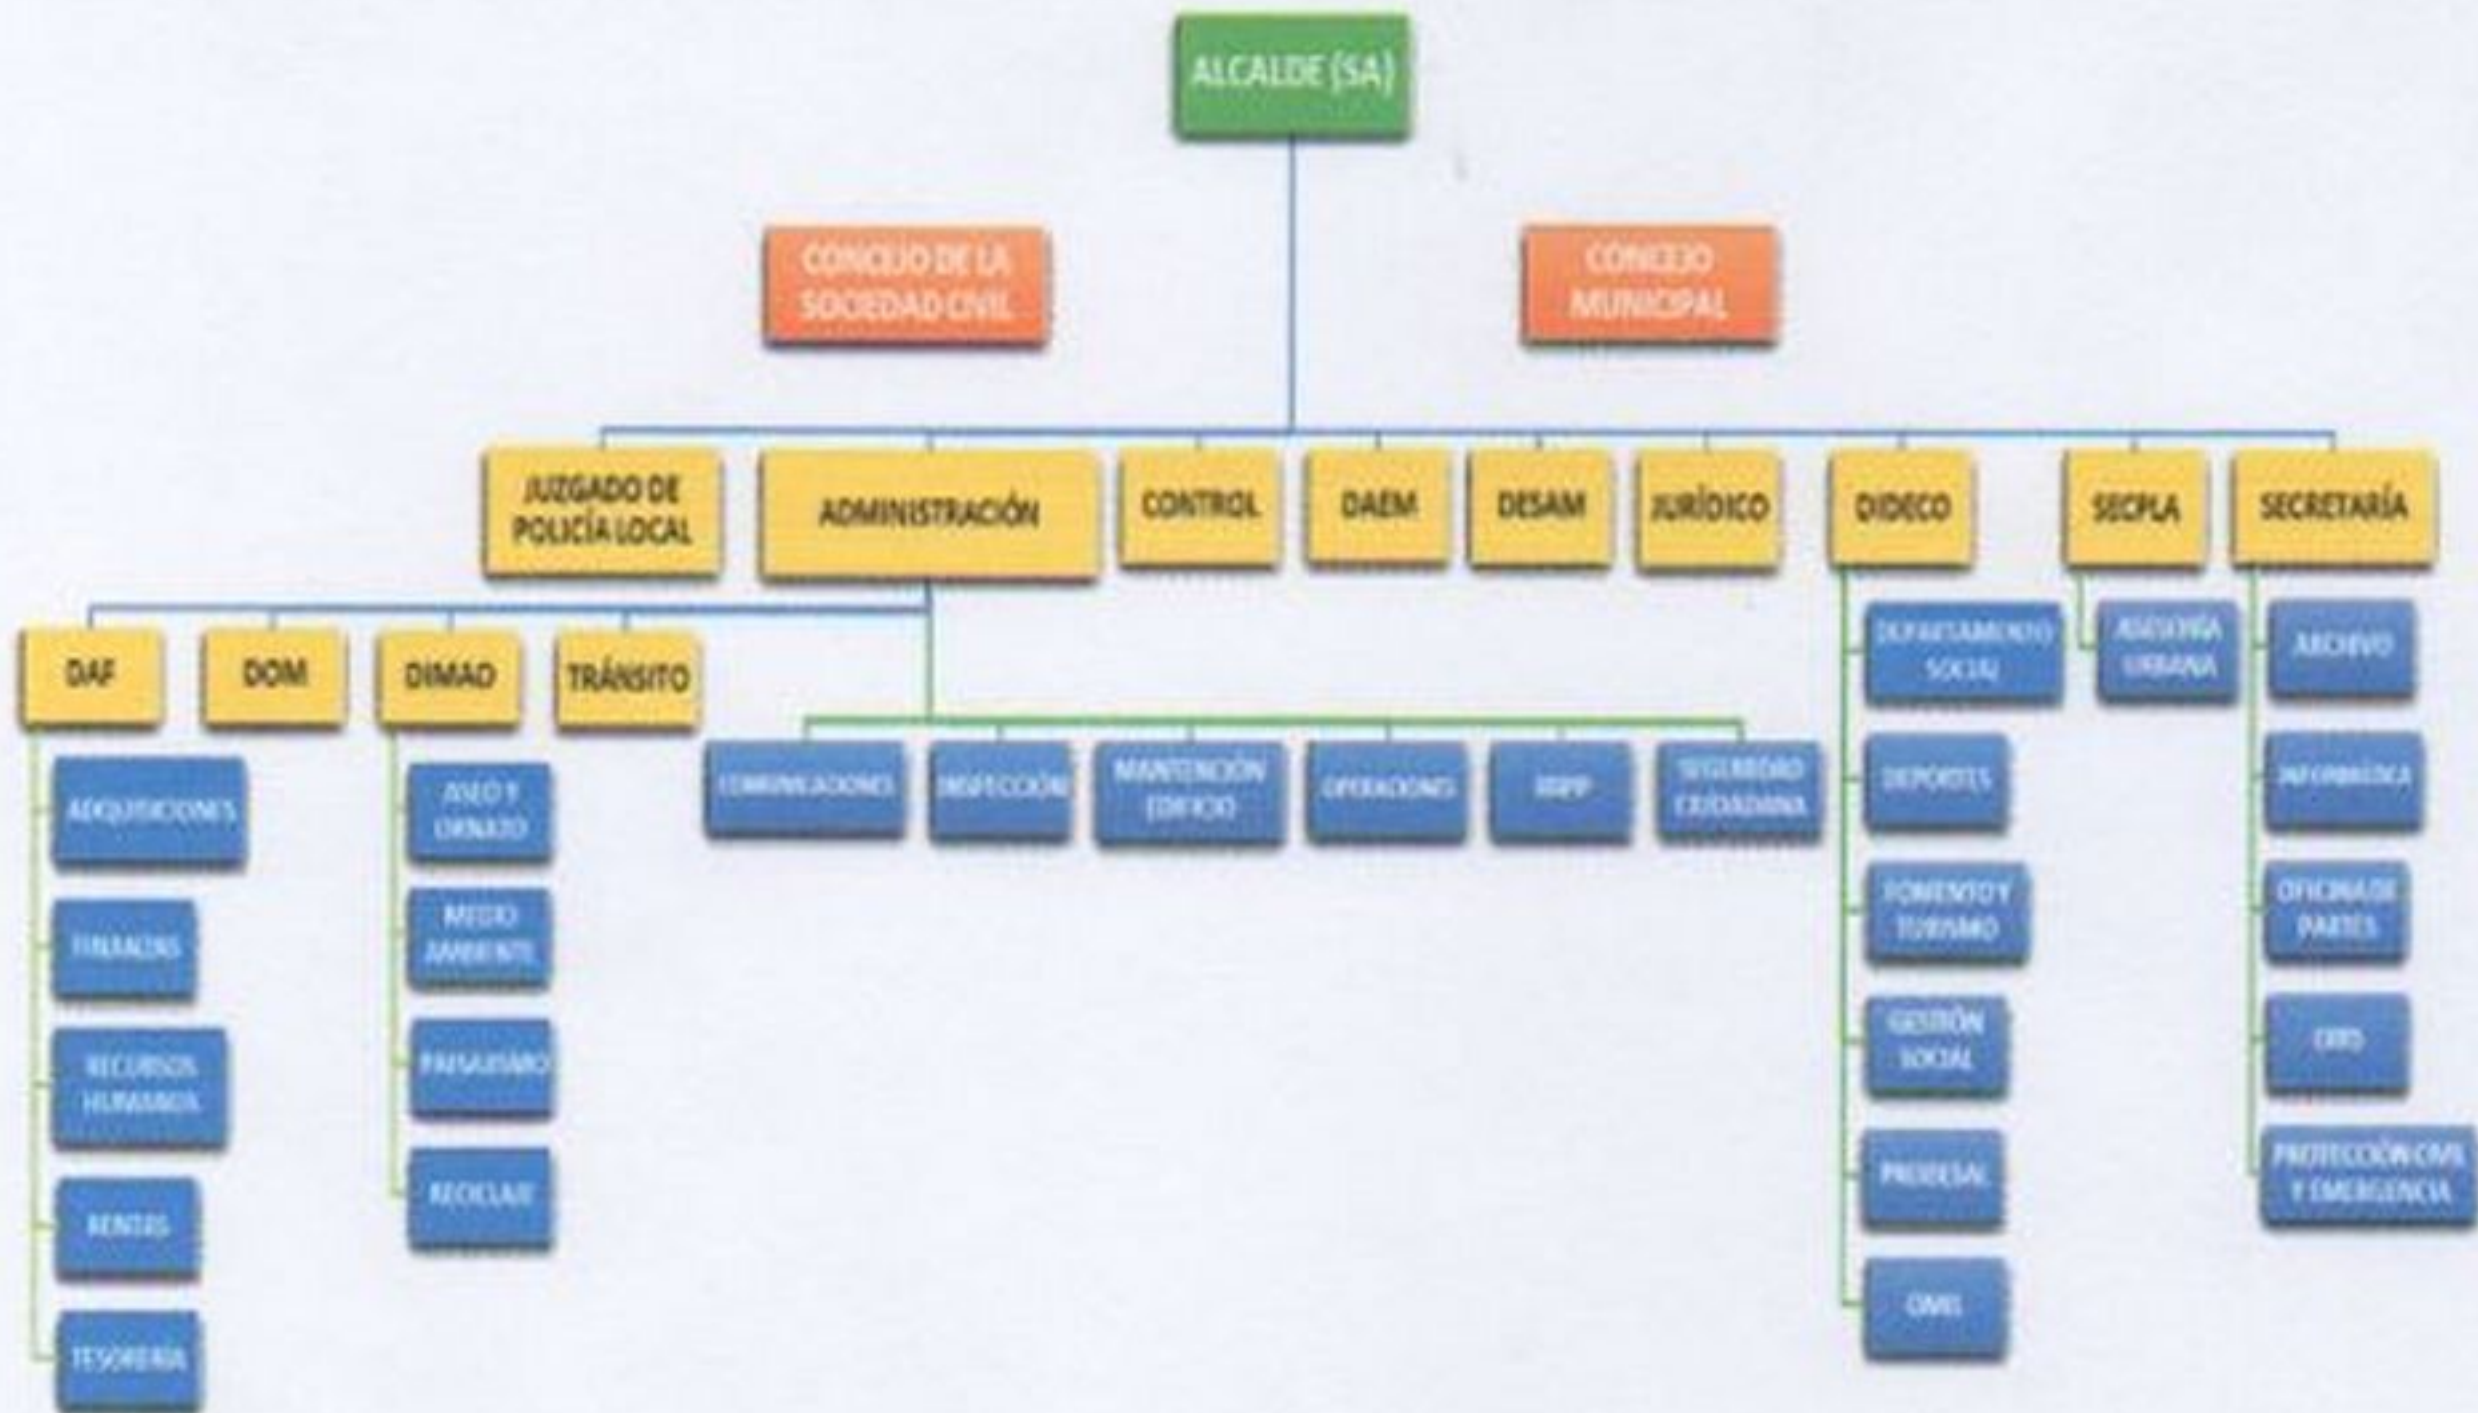 ALCALDE (SA)
CONCEJO DE LA
SOCIEDAD CIVIL
CONCEJO
MUNICIPAL
JUZGADO DE
POLICÍA LOCAL
ADMINISTRACIÓN
CONTROL
DAEM
DESAM
JURÍDICO
DIDECO
SECPLA
SECRETARÍA
DAF
DOM
DIMAO
TRÁNSITO
DEPARTAMENTO
SOCIAL
ASESORÍA
URBANA
ARCHIVO
ADQUISICIONES
ASEO Y
ORNATO
COMUNICACIONES
INSPECCIÓN
MANTENCIÓN
EDIFICIO
OPERACIONES
RRPP
SEGURIDAD
CIUDADANA
DEPORTES
INFORMÁTICA
FINANZAS
MEDIO
AMBIENTE
FOMENTO Y
TURISMO
OFICINA DE
PARTES
RECURSOS
HUMANOS
PAISAJISMO
GESTIÓN
SOCIAL
OIRS
RENTAS
RECICLAJE
PRODESAL
PROTECCIÓN CIVIL
Y EMERGENCIA
TESORERÍA
OMIL